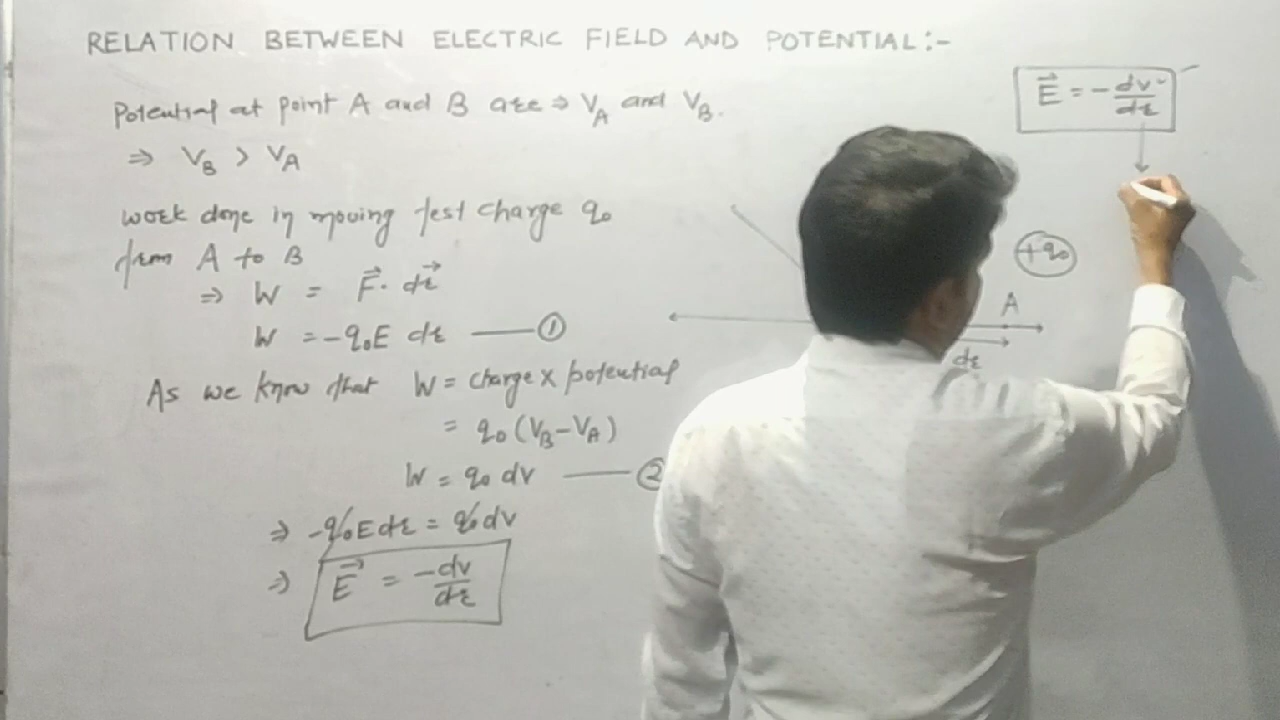 RELATION BETWEEN ELECTRIC FIELD AND POTENTIAL:-
Potential at point A and B are ⇒ V_A and V_B.
⇒ V_B > V_A
work done in moving test charge q₀
from A to B
⇒ W = F⃗. dr⃗
W = -q₀E dr —— ①
As we know that W = charge x potential
= q₀ (V_B - V_A)
W = q₀ dv —— ②
⇒ -q₀E dr = q₀ dv
⇒ E⃗ = -dv/dr
E⃗ = -dv/dr
+q₀
A
dr